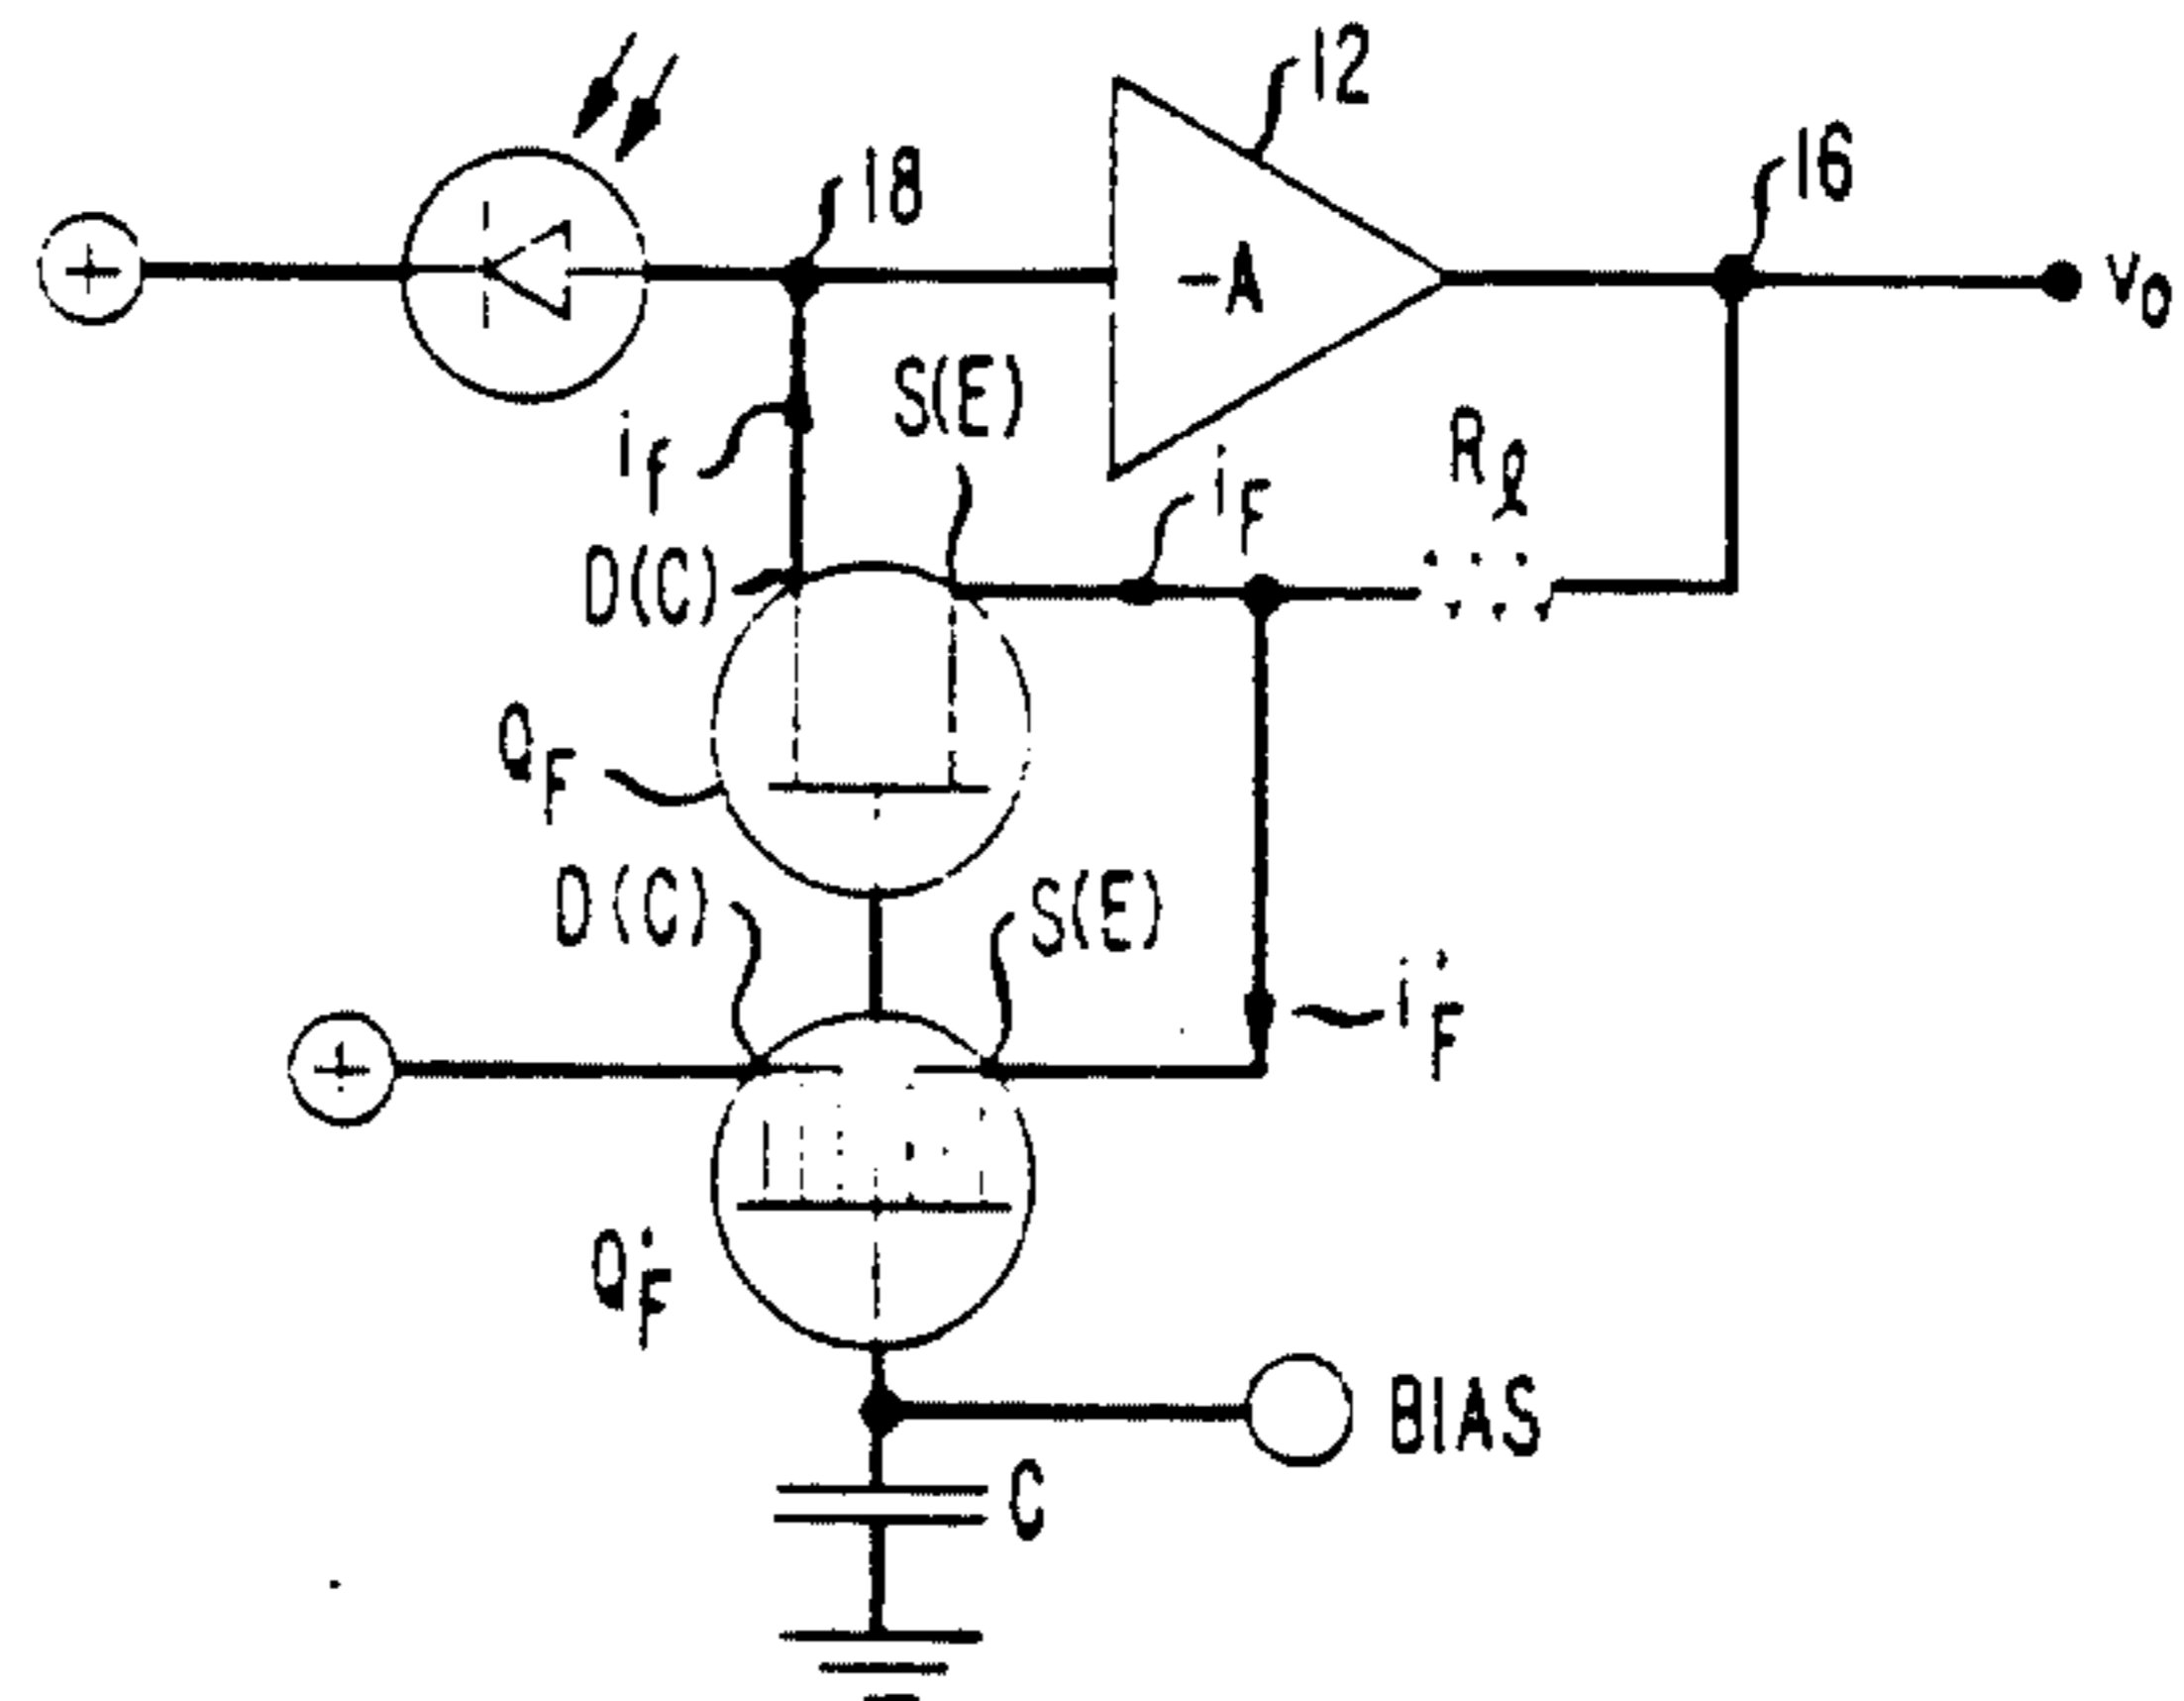 12
16
18
-A
v0
S(E)
if
iF
Rℓ
D(C)
QF
D(C)
S(E)
i'F
Q'F
BIAS
C